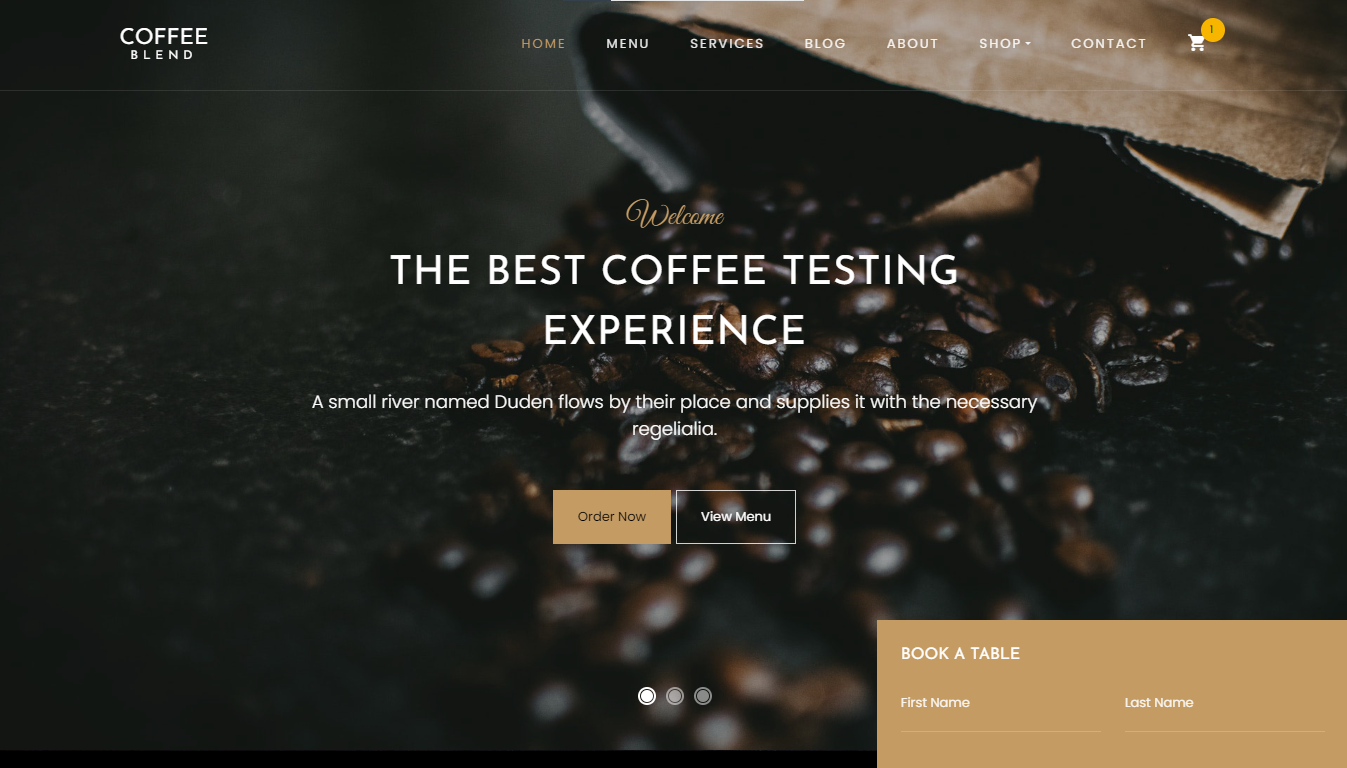 COFFEE
BLEND
HOME MENU SERVICES BLOG ABOUT SHOP CONTACT 1
Welcome
THE BEST COFFEE TESTING
EXPERIENCE
A small river named Duden flows by their place and supplies it with the necessary
regelialia.
Order Now View Menu
BOOK A TABLE
First Name Last Name